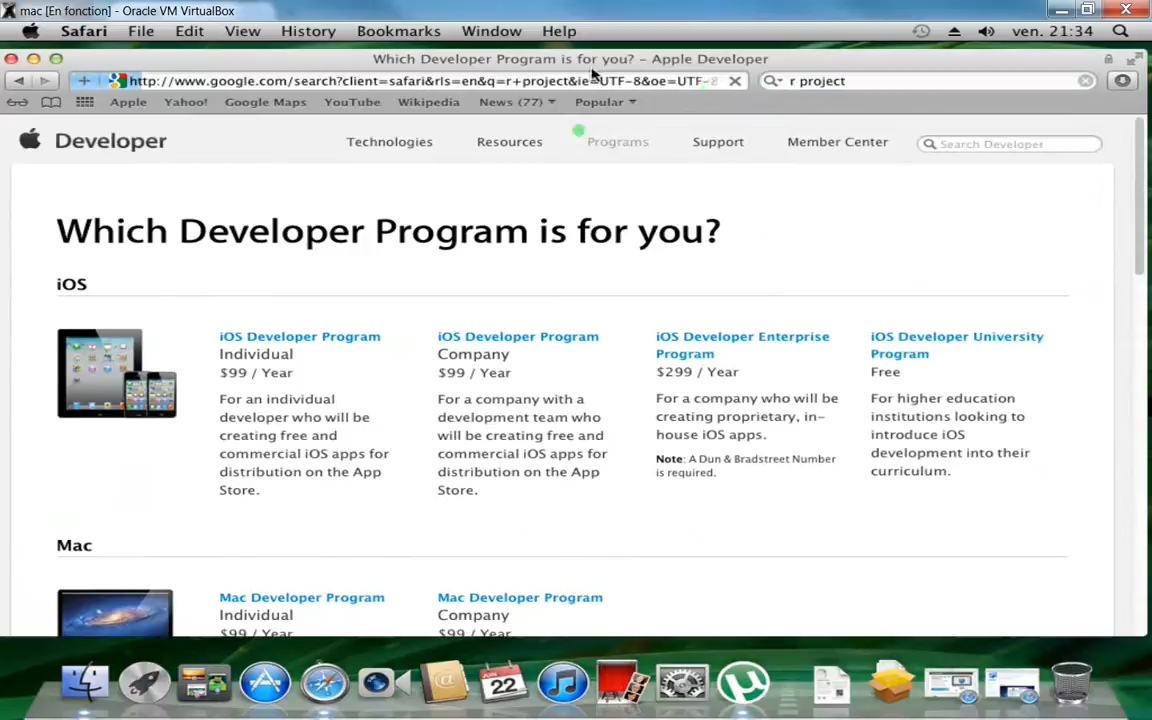 mac [En fonction] - Oracle VM VirtualBox
Safari File Edit View History Bookmarks Window Help ven. 21:34
Which Developer Program is for you? – Apple Developer
http://www.google.com/search?client=safari&rls=en&q=r+project&ie=UTF-8&oe=UTF-8 r project
Apple Yahoo! Google Maps YouTube Wikipedia News (77) Popular
Developer Technologies Resources Programs Support Member Center Search Developer
Which Developer Program is for you?
iOS
iOS Developer Program
Individual
$99 / Year
For an individual
developer who will be
creating free and
commercial iOS apps for
distribution on the App
Store.
iOS Developer Program
Company
$99 / Year
For a company with a
development team who
will be creating free and
commercial iOS apps for
distribution on the App
Store.
iOS Developer Enterprise
Program
$299 / Year
For a company who will be
creating proprietary, in-
house iOS apps.
Note: A Dun & Bradstreet Number
is required.
iOS Developer University
Program
Free
For higher education
institutions looking to
introduce iOS
development into their
curriculum.
Mac
Mac Developer Program
Individual
$99 / Year
Mac Developer Program
Company
$99 / Year
22